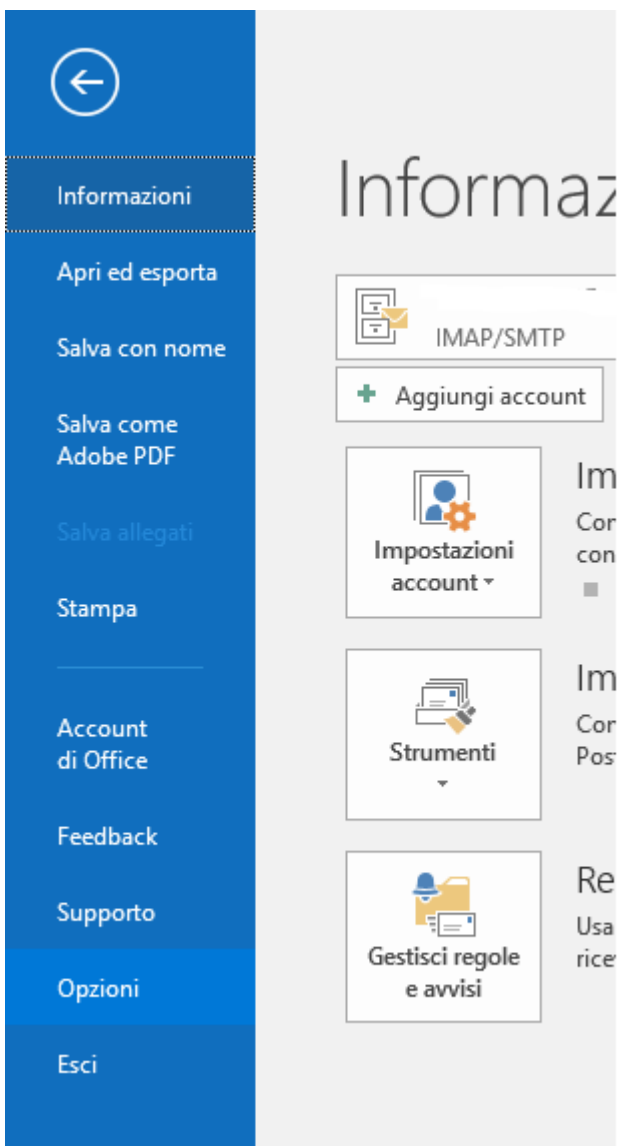 Informazioni
Apri ed esporta
Salva con nome
Salva come
Adobe PDF
Salva allegati
Stampa
Account
di Office
Feedback
Supporto
Opzioni
Esci
Informaz
IMAP/SMTP
Aggiungi account
Impostazioni
account
Im
Con
con
Strumenti
Im
Con
Pos
Gestisci regole
e avvisi
Re
Usa
rice